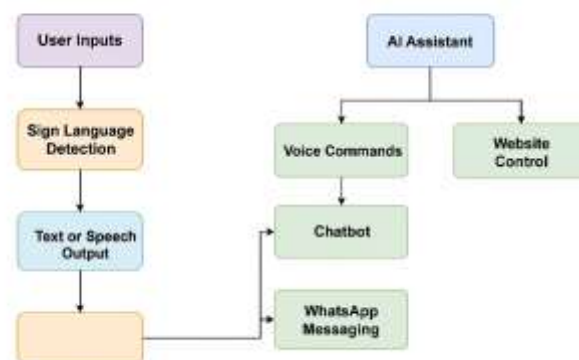 User Inputs
AI Assistant
Sign Language
Detection
Voice Commands
Website
Control
Text or Speech
Output
Chatbot
WhatsApp
Messaging